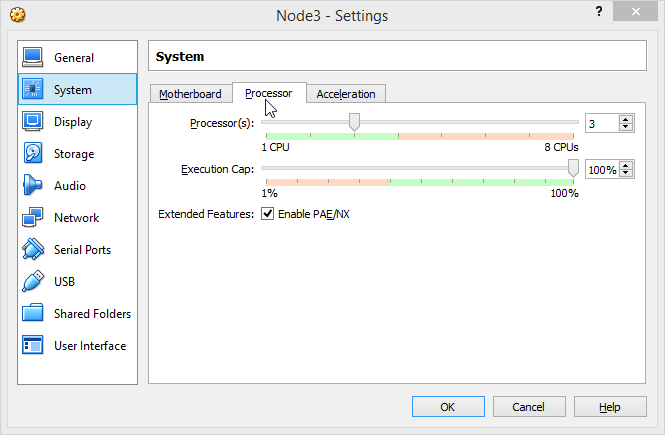 Node3 - Settings
? ×
General
System
Display
Storage
Audio
Network
Serial Ports
USB
Shared Folders
User Interface
System
Motherboard Processor Acceleration
Processor(s): 3
1 CPU 8 CPUs
Execution Cap: 100%
1% 100%
Extended Features: Enable PAE/NX
OK Cancel Help